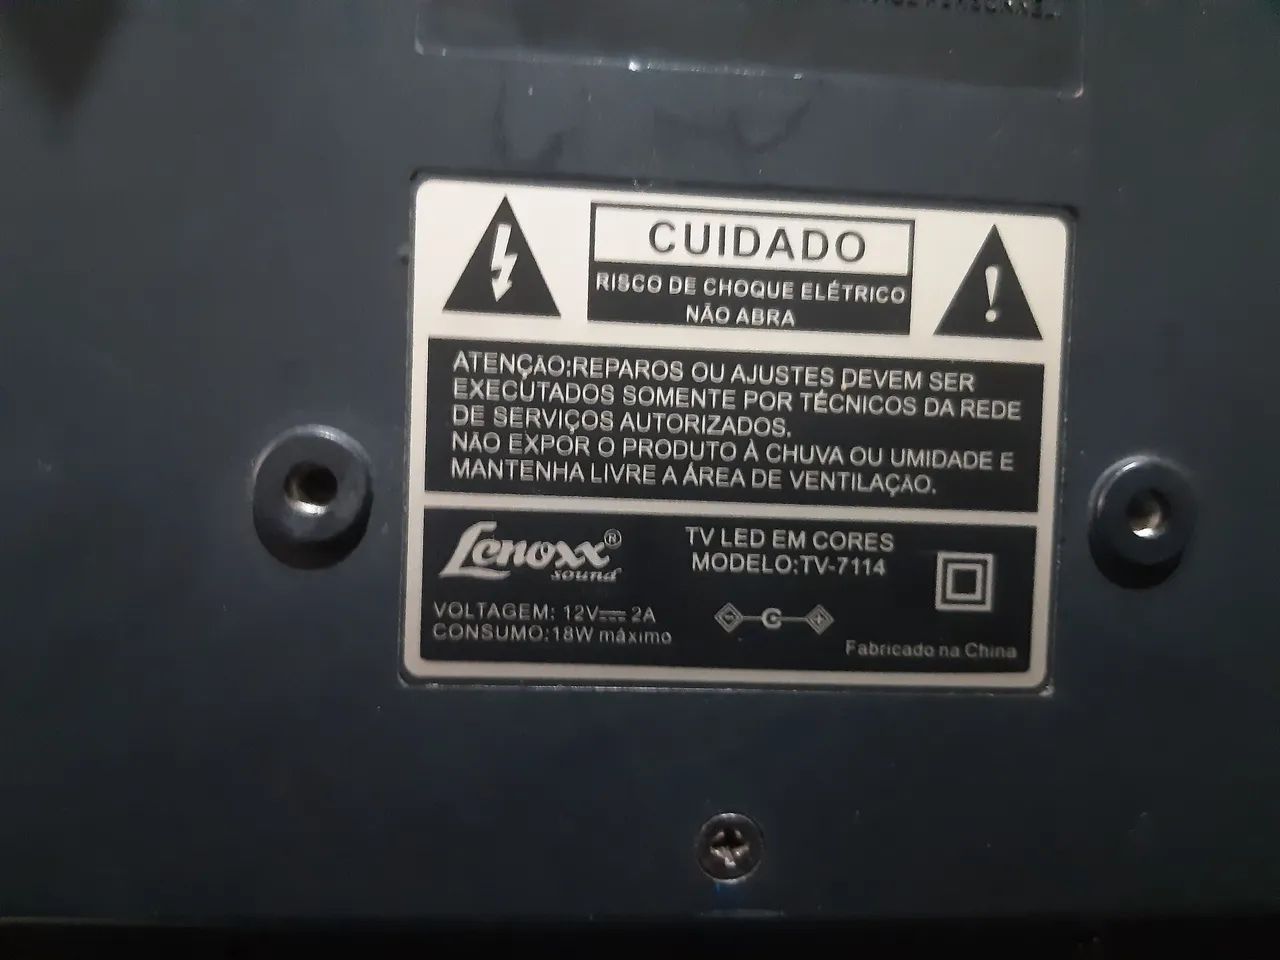 CUIDADO
RISCO DE CHOQUE ELÉTRICO
NÃO ABRA
ATENÇÃO:REPAROS OU AJUSTES DEVEM SER
EXECUTADOS SOMENTE POR TÉCNICOS DA REDE
DE SERVIÇOS AUTORIZADOS.
NÃO EXPOR O PRODUTO À CHUVA OU UMIDADE E
MANTENHA LIVRE A ÁREA DE VENTILAÇÃO.
Lenoxx®
sound
TV LED EM CORES
MODELO:TV-7114
VOLTAGEM: 12V⎓2A
CONSUMO:18W máximo
Fabricado na China